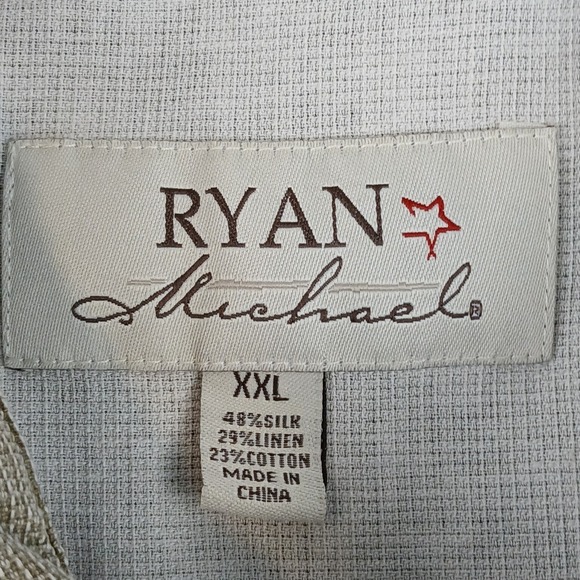 RYAN
Michael®
XXL
48%SILK
29%LINEN
23%COTTON
MADE IN
CHINA